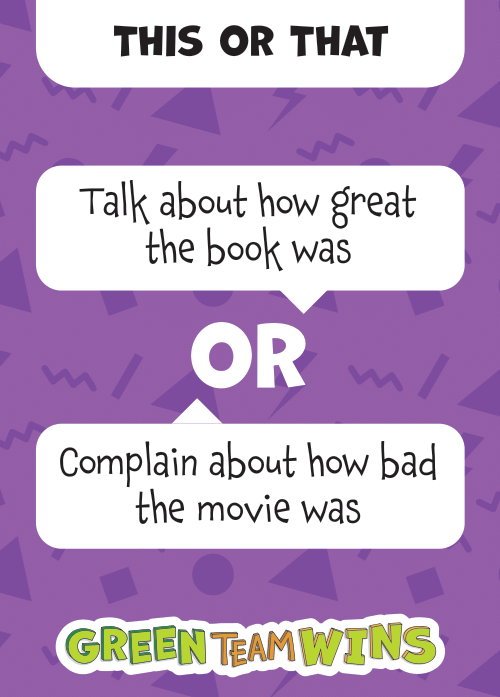 THIS OR THAT
Talk about how great
the book was
OR
Complain about how bad
the movie was
GREEN TEAM WINS